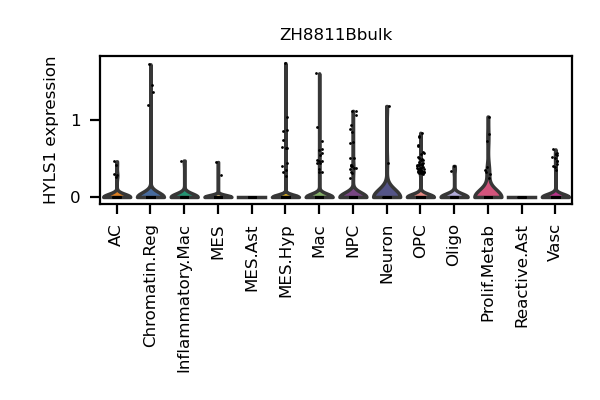 ZH8811Bbulk
HYLS1 expression
1
0
AC
Chromatin.Reg
Inflammatory.Mac
MES
MES.Ast
MES.Hyp
Mac
NPC
Neuron
OPC
Oligo
Prolif.Metab
Reactive.Ast
Vasc